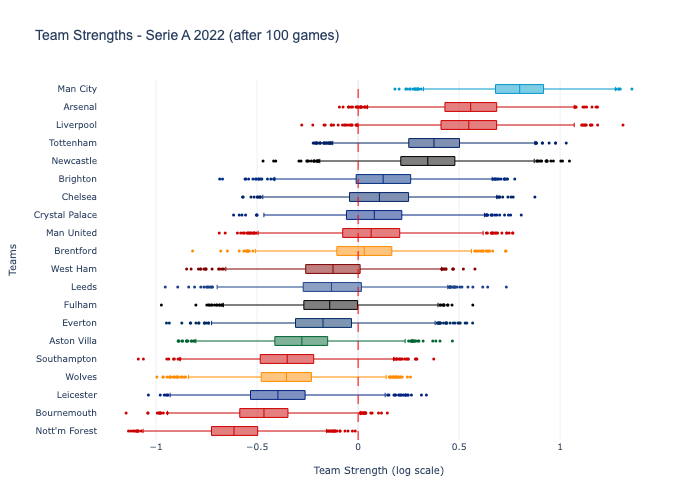 Team Strengths - Serie A 2022 (after 100 games)
Man City
Arsenal
Liverpool
Tottenham
Newcastle
Brighton
Chelsea
Crystal Palace
Man United
Brentford
West Ham
Leeds
Fulham
Everton
Aston Villa
Southampton
Wolves
Leicester
Bournemouth
Nott'm Forest
Teams
−1 −0.5 0 0.5 1
Team Strength (log scale)